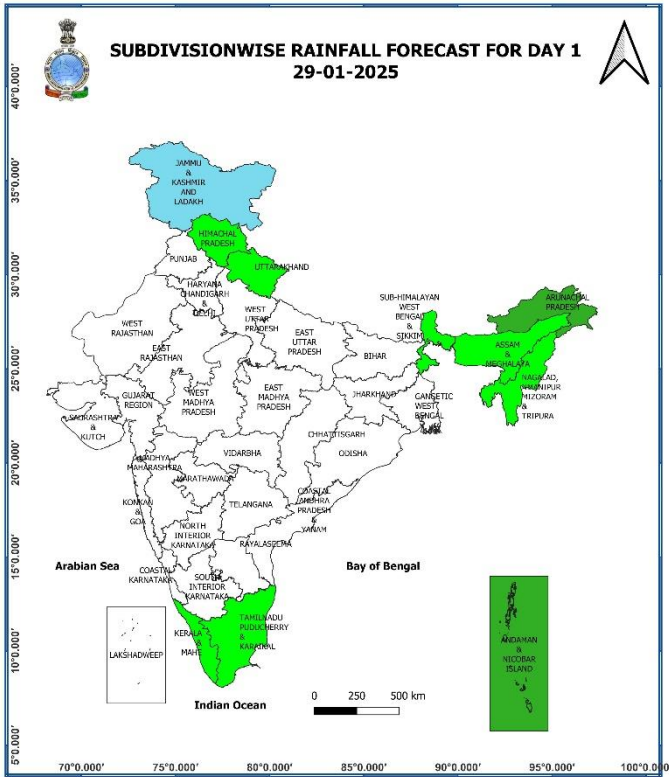 SUBDIVISIONWISE RAINFALL FORECAST FOR DAY 1
29-01-2025
40°0.000'
35°0.000'
30°0.000'
25°0.000'
20°0.000'
15°0.000'
10°0.000'
5°0.000'
JAMMU
&
KASHMIR
AND
LADAKH
HIMACHAL
PRADESH
PUNJAB
UTTARAKHAND
HARYANA
CHANDIGARH
&
DELHI
WEST
UTTAR
PRADESH
EAST
UTTAR
PRADESH
WEST
RAJASTHAN
EAST
RAJASTHAN
SUB-HIMALAYAN
WEST
BENGAL
&
SIKKIM
ARUNACHAL
PRADESH
ASSAM
&
MEGHALAYA
NAGALAD,
MANIPUR
MIZORAM
&
TRIPURA
BIHAR
JHARKHAND
GANGETIC
WEST
BENGAL
GUJARAT
REGION
SAURASHTRA
&
KUTCH
WEST
MADHYA
PRADESH
EAST
MADHYA
PRADESH
CHHATTISGARH
ODISHA
VIDARBHA
MADHYA
MAHARASHTRA
MARATHAWADA
KONKAN
&
GOA
TELANGANA
COASTAL
ANDHRA
PRADESH
&
YANAM
NORTH
INTERIOR
KARNATAKA
RAYALASEEMA
COASTAL
KARNATAKA
SOUTH
INTERIOR
KARNATAKA
Arabian Sea
Bay of Bengal
TAMILNADU
PUDUCHERRY
&
KARAIKAL
KERALA
&
MAHE
LAKSHADWEEP
ANDAMAN
&
NICOBAR
ISLAND
Indian Ocean
0 250 500 km
70°0.000' 75°0.000' 80°0.000' 85°0.000' 90°0.000' 95°0.000' 100°0.000